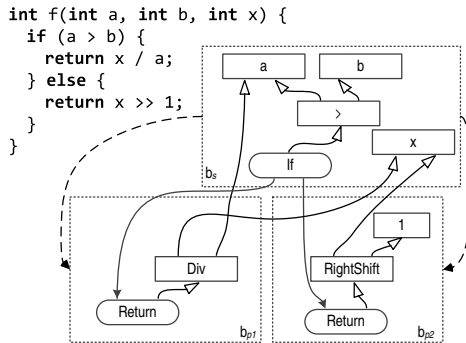 int f(int a, int b, int x) {
if (a > b) {
return x / a;
} else {
return x >> 1;
}
}
a
b
>
x
If
bs
1
Div
RightShift
Return
Return
bp1
bp2